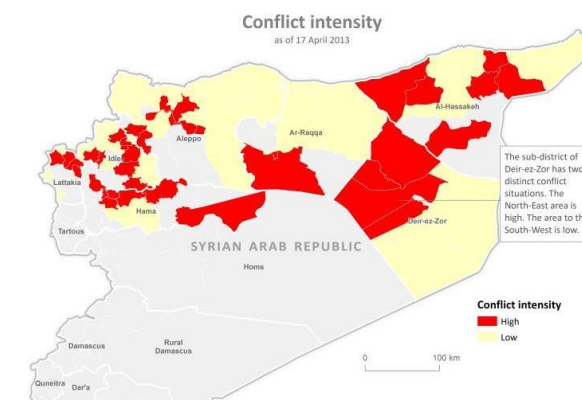 Conflict intensity
as of 17 April 2013
Al-Hassakeh
Ar-Raqqa
Aleppo
Lattakia
Hama
Tartous
Deir-ez-Zor
The sub-district of
Deir-ez-Zor has two
distinct conflict
situations. The
North-East area is
high. The area to th
South-West is low.
SYRIAN ARAB REPUBLIC
Homs
Conflict intensity
High
Low
0 100 km
Damascus
Rural
Damascus
Quneitra
Dar'a